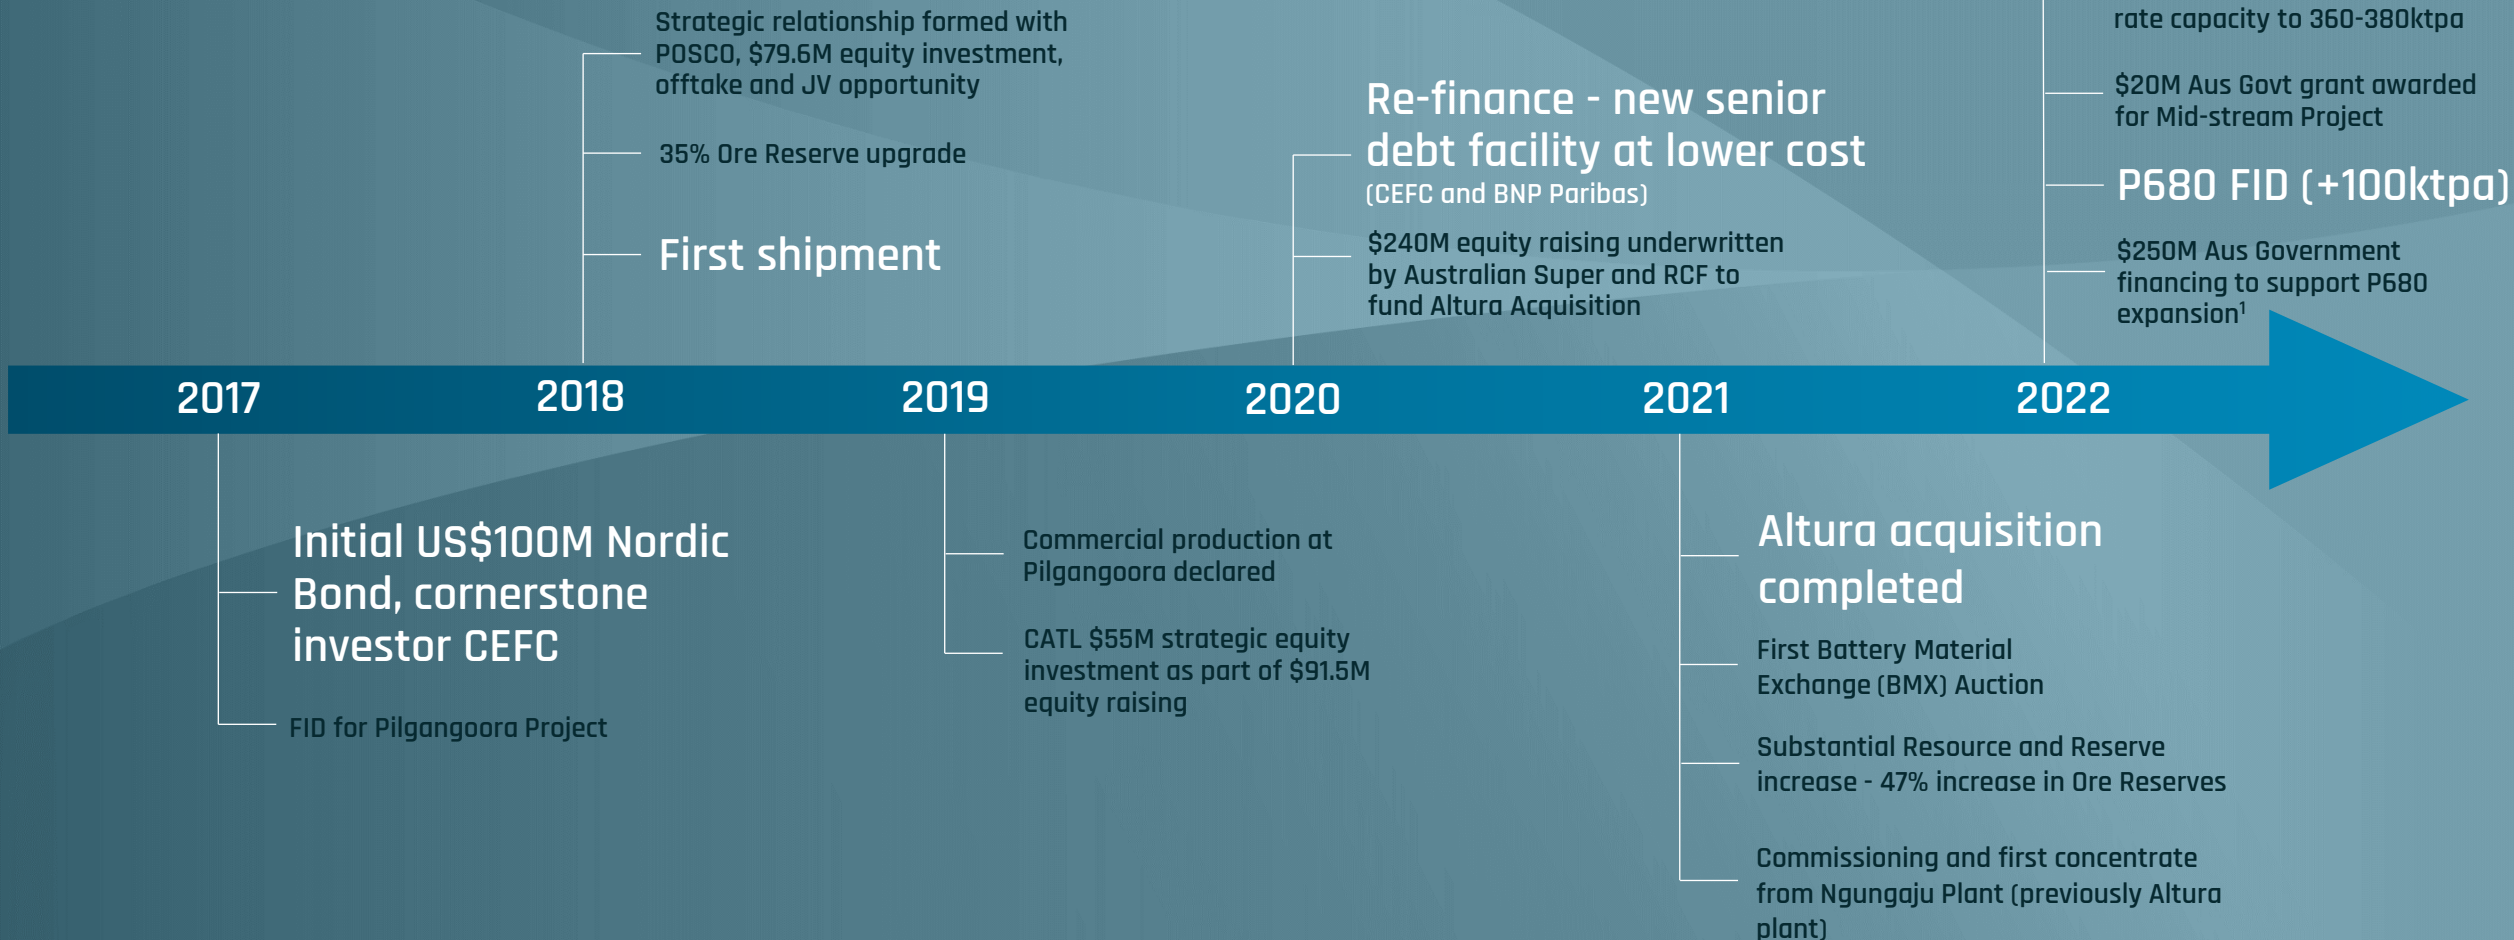 Strategic relationship formed with
POSCO, $79.6M equity investment,
offtake and JV opportunity
35% Ore Reserve upgrade
First shipment
Re-finance - new senior
debt facility at lower cost
(CEFC and BNP Paribas)
$240M equity raising underwritten
by Australian Super and RCF to
fund Altura Acquisition
rate capacity to 360-380ktpa
$20M Aus Govt grant awarded
for Mid-stream Project
P680 FID (+100ktpa)
$250M Aus Government
financing to support P680
expansion¹
2017
2018
2019
2020
2021
2022
Initial US$100M Nordic
Bond, cornerstone
investor CEFC
FID for Pilgangoora Project
Commercial production at
Pilgangoora declared
CATL $55M strategic equity
investment as part of $91.5M
equity raising
Altura acquisition
completed
First Battery Material
Exchange (BMX) Auction
Substantial Resource and Reserve
increase - 47% increase in Ore Reserves
Commissioning and first concentrate
from Ngungaju Plant (previously Altura
plant)